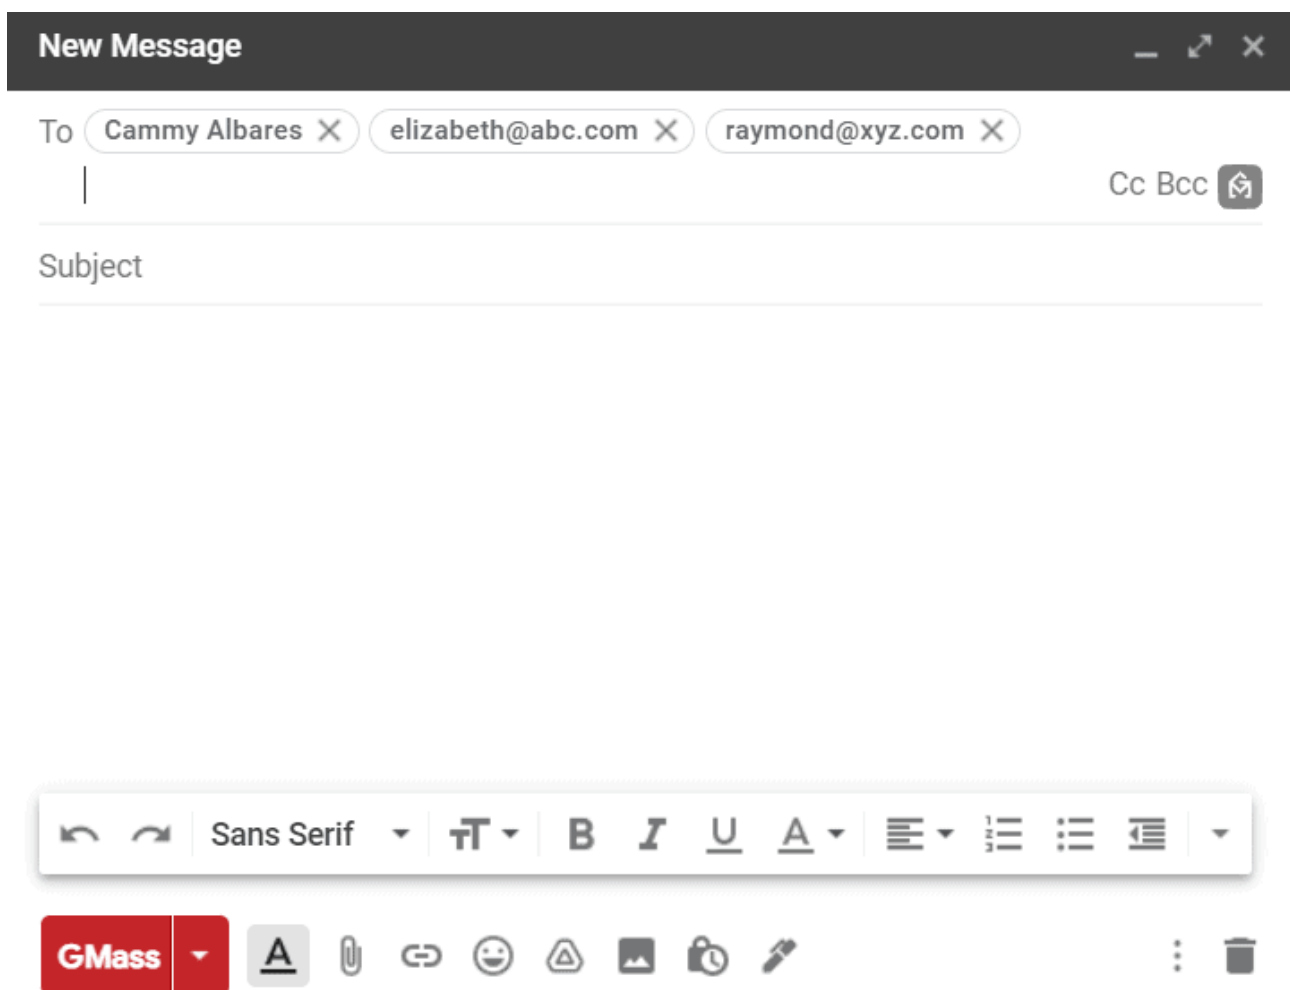 New Message
To Cammy Albares elizabeth@abc.com raymond@xyz.com
Cc Bcc
Subject
Sans Serif
GMass